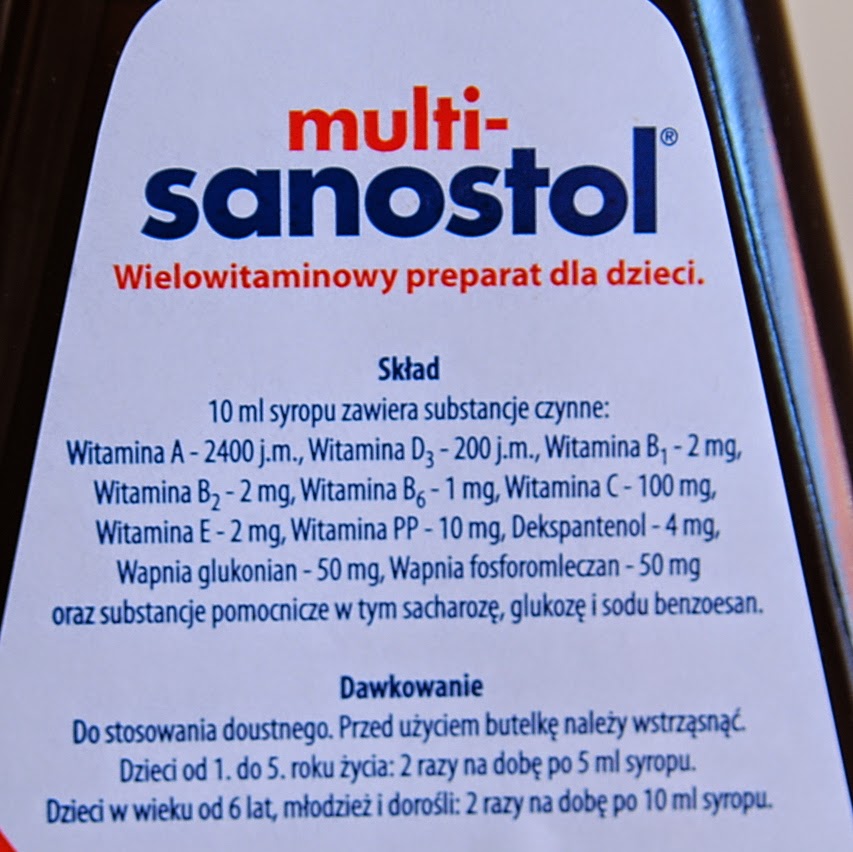 multi-
sanostol®
Wielowitaminowy preparat dla dzieci.
Skład
10 ml syropu zawiera substancje czynne:
Witamina A - 2400 j.m., Witamina D₃ - 200 j.m., Witamina B₁ - 2 mg,
Witamina B₂ - 2 mg, Witamina B₆ - 1 mg, Witamina C - 100 mg,
Witamina E - 2 mg, Witamina PP - 10 mg, Dekspantenol - 4 mg,
Wapnia glukonian - 50 mg, Wapnia fosforomleczan - 50 mg
oraz substancje pomocnicze w tym sacharozę, glukozę i sodu benzoesan.
Dawkowanie
Do stosowania doustnego. Przed użyciem butelkę należy wstrząsnąć.
Dzieci od 1. do 5. roku życia: 2 razy na dobę po 5 ml syropu.
Dzieci w wieku od 6 lat, młodzież i dorośli: 2 razy na dobę po 10 ml syropu.